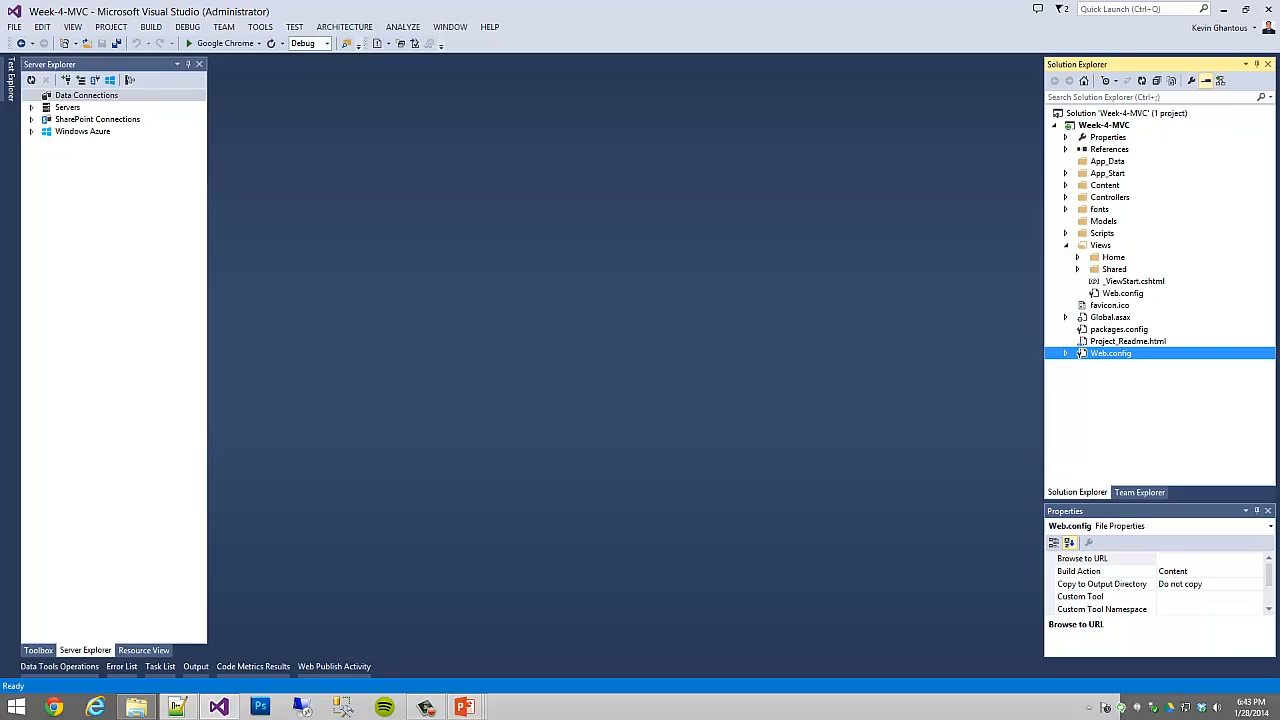 Week-4-MVC - Microsoft Visual Studio (Administrator)
2
Quick Launch (Ctrl+Q)
FILE EDIT VIEW PROJECT BUILD DEBUG TEAM TOOLS TEST ARCHITECTURE ANALYZE WINDOW HELP
Kevin Ghantous
Google Chrome
Debug
Test Explorer
Server Explorer
Data Connections
Servers
SharePoint Connections
Windows Azure
Toolbox Server Explorer Resource View
Data Tools Operations Error List Task List Output Code Metrics Results Web Publish Activity
Ready
Solution Explorer
Search Solution Explorer (Ctrl+;)
Solution 'Week-4-MVC' (1 project)
Week-4-MVC
Properties
References
App_Data
App_Start
Content
Controllers
fonts
Models
Scripts
Views
Home
Shared
_ViewStart.cshtml
Web.config
favicon.ico
Global.asax
packages.config
Project_Readme.html
Web.config
Solution Explorer Team Explorer
Properties
Web.config File Properties
Browse to URL
Build Action Content
Copy to Output Directory Do not copy
Custom Tool
Custom Tool Namespace
Browse to URL
6:43 PM
1/28/2014